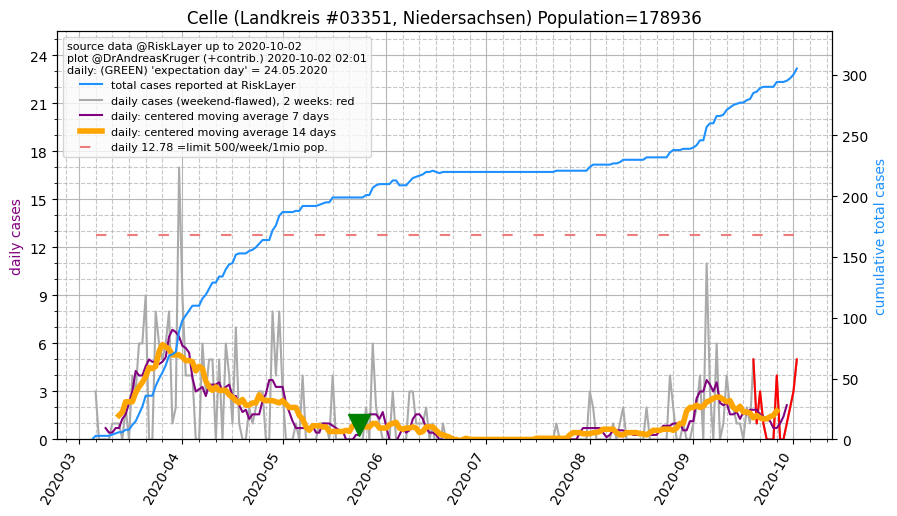 Celle (Landkreis #03351, Niedersachsen) Population=178936
source data @RiskLayer up to 2020-10-02
plot @DrAndreasKruger (+contrib.) 2020-10-02 02:01
daily: (GREEN) 'expectation day' = 24.05.2020
total cases reported at RiskLayer
daily cases (weekend-flawed), 2 weeks: red
daily: centered moving average 7 days
daily: centered moving average 14 days
daily 12.78 =limit 500/week/1mio pop.
daily cases
24
21
18
15
12
9
6
3
0
300
250
200
150
100
50
0
cumulative total cases
2020-03
2020-04
2020-05
2020-06
2020-07
2020-08
2020-09
2020-10